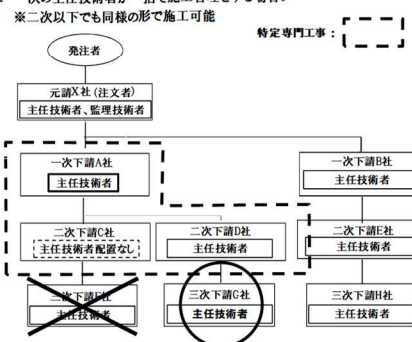 ※二次以下でも同様の形で施工可能
特定専門工事：
発注者
元請X社(注文者)
主任技術者、監理技術者
一次下請A社
主任技術者
一次下請B社
主任技術者
二次下請C社
主任技術者配置なし
二次下請D社
主任技術者
二次下請E社
主任技術者
主任技術者
三次下請G社
主任技術者
三次下請H社
主任技術者